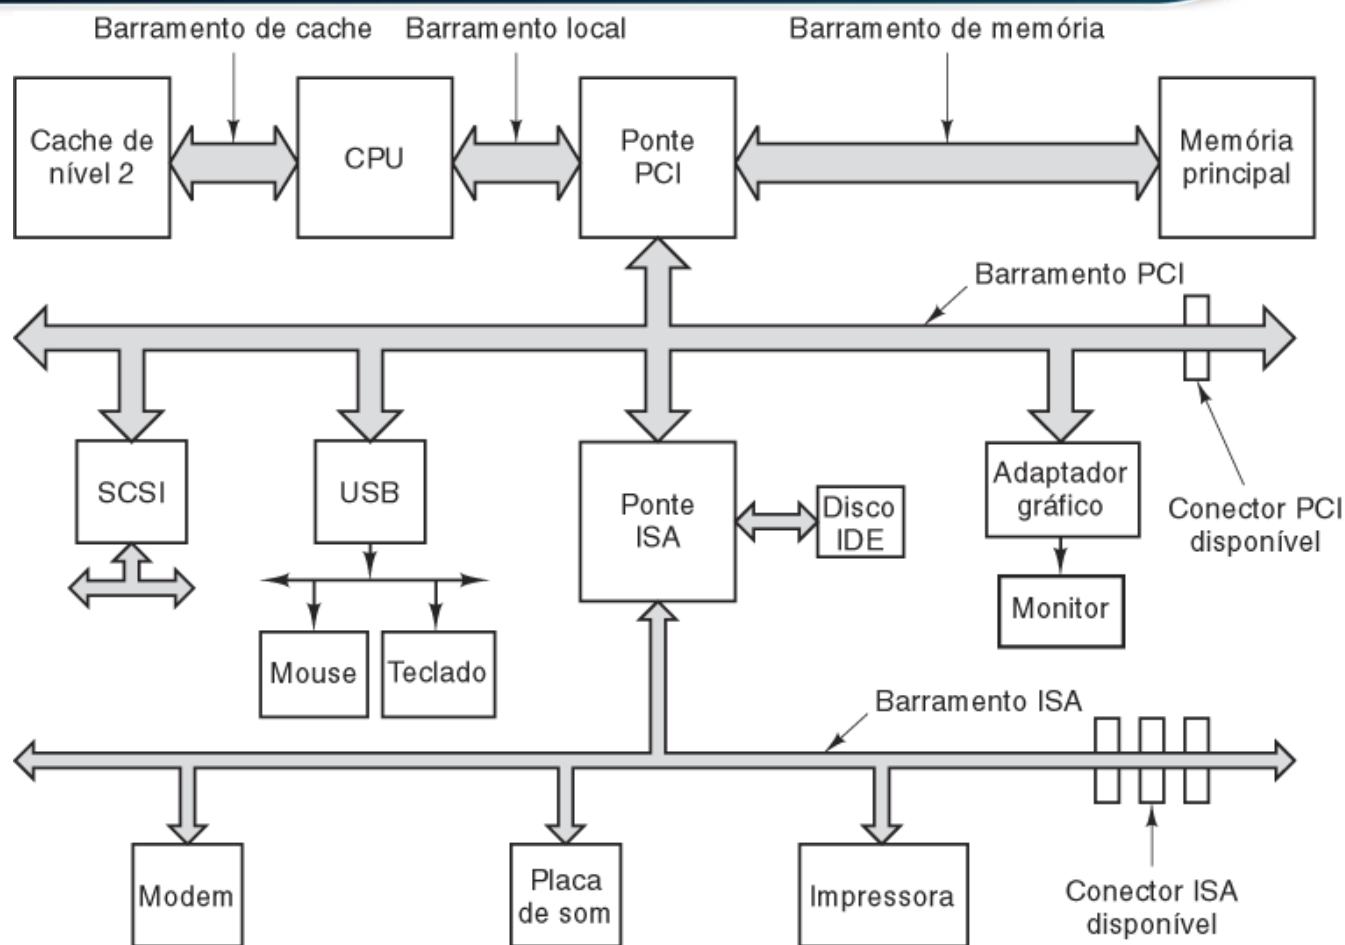 Barramento de cache
Barramento local
Barramento de memória
Cache de
nível 2
CPU
Ponte
PCI
Memória
principal
Barramento PCI
SCSI
USB
Ponte
ISA
Disco
IDE
Adaptador
gráfico
Conector PCI
disponível
Monitor
Mouse
Teclado
Barramento ISA
Modem
Placa
de som
Impressora
Conector ISA
disponível